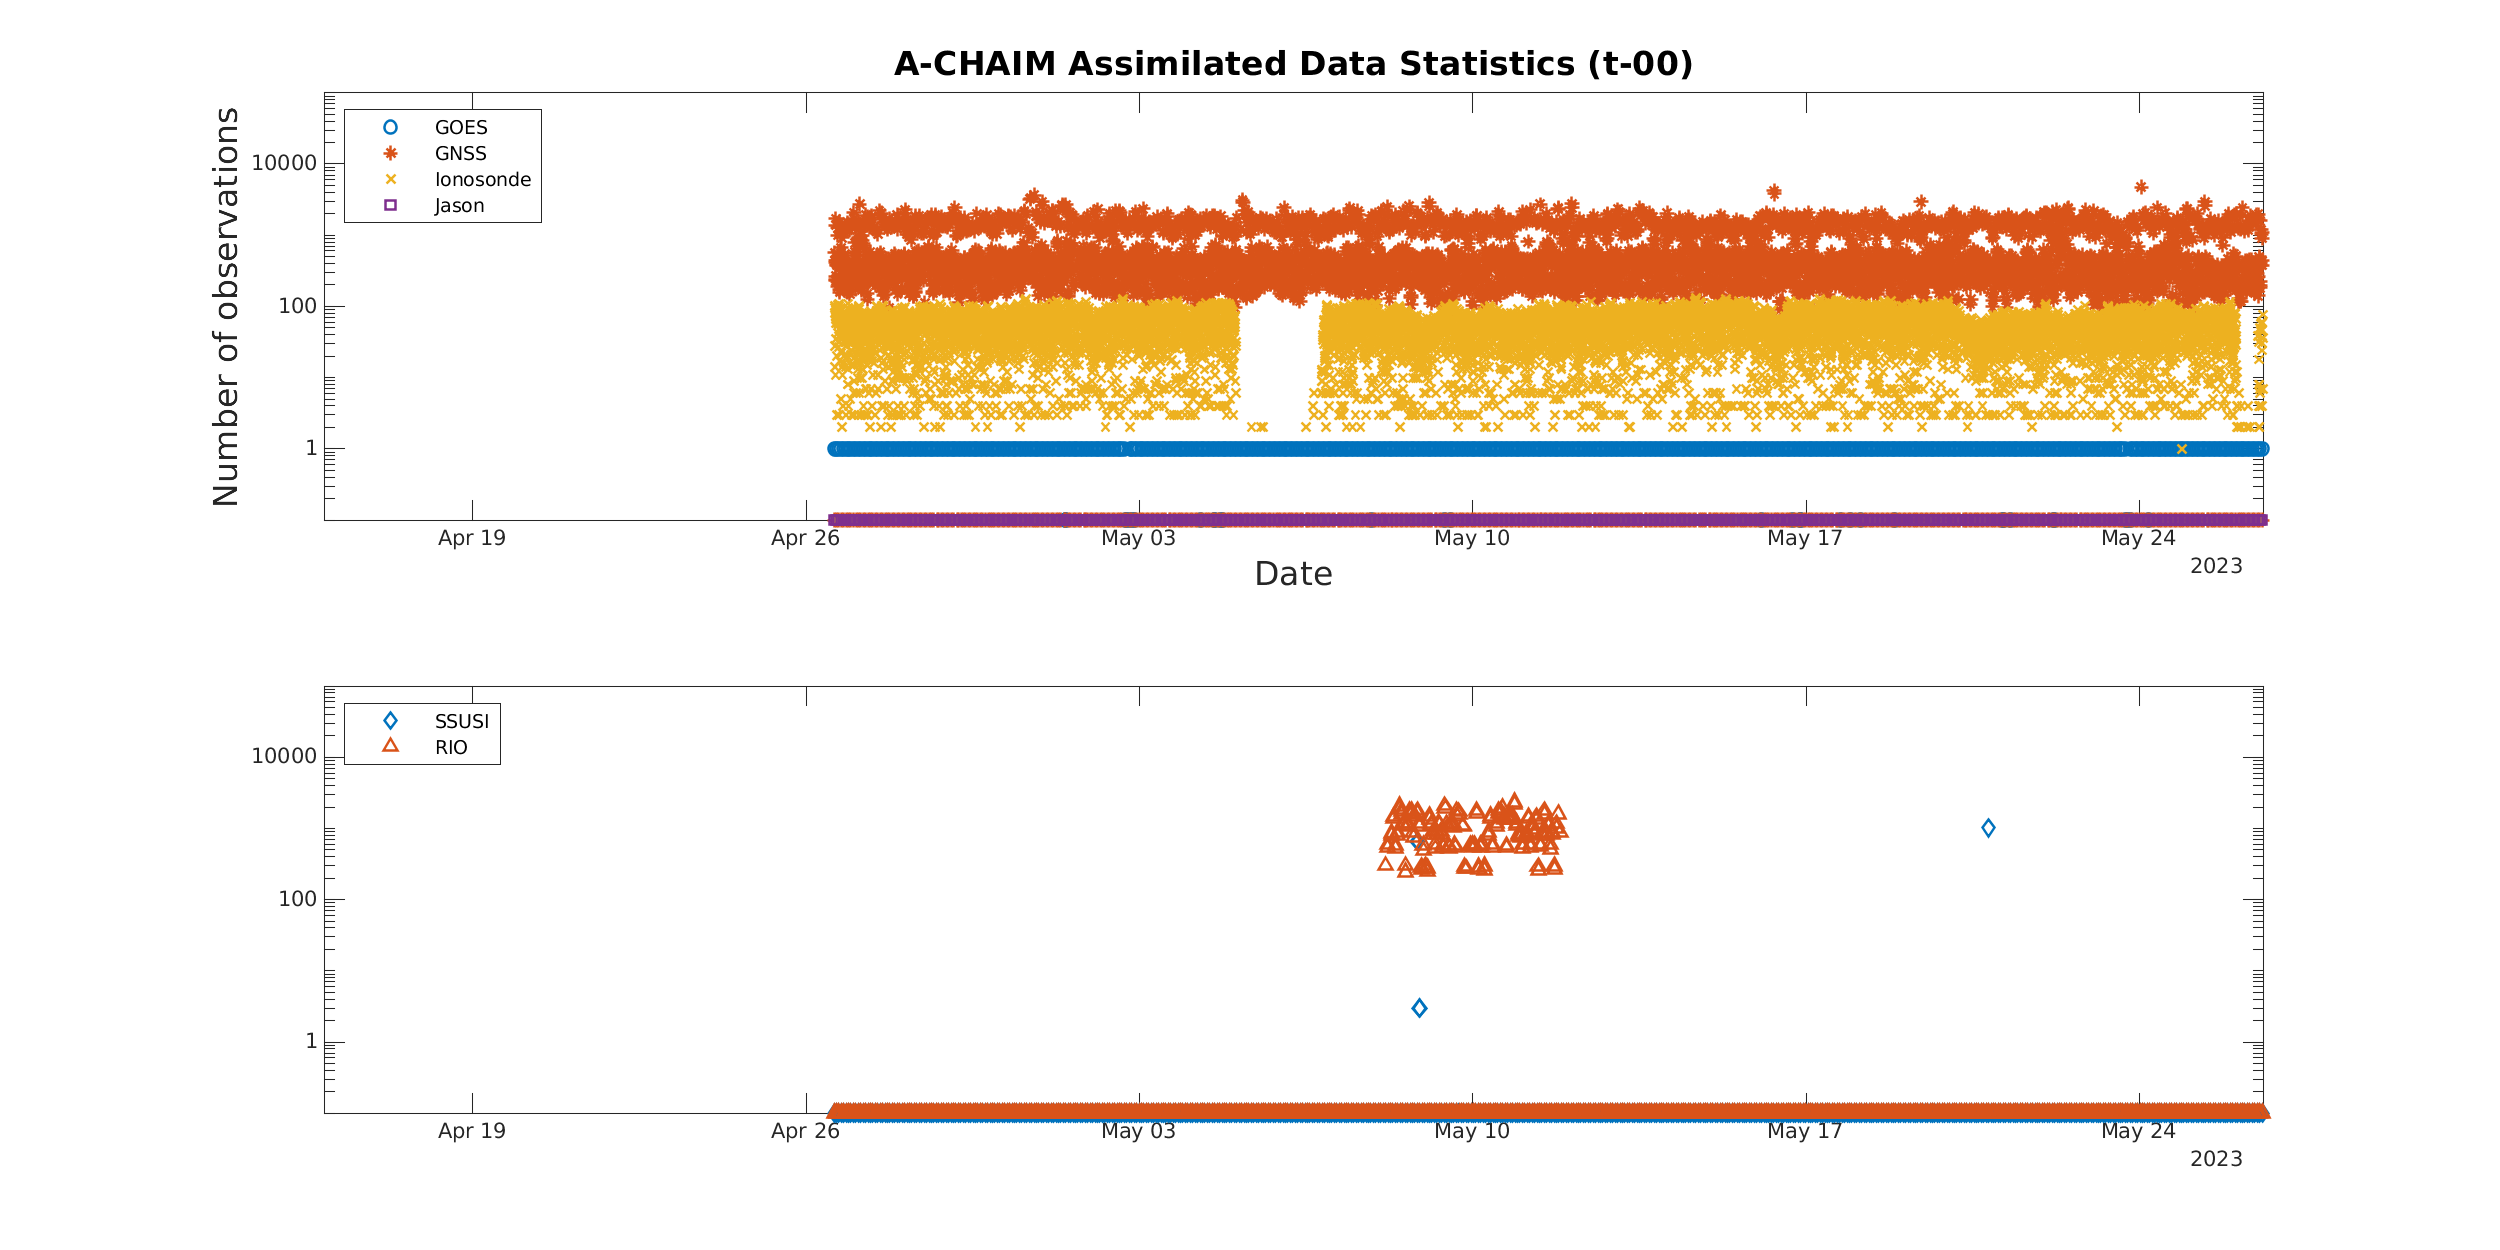 A-CHAIM Assimilated Data Statistics (t-00)
Number of observations
10000
100
1
GOES
GNSS
Ionosonde
Jason
Apr 19 Apr 26 May 03 May 10 May 17 May 24
2023
Date
10000
100
1
SSUSI
RIO
Apr 19 Apr 26 May 03 May 10 May 17 May 24
2023